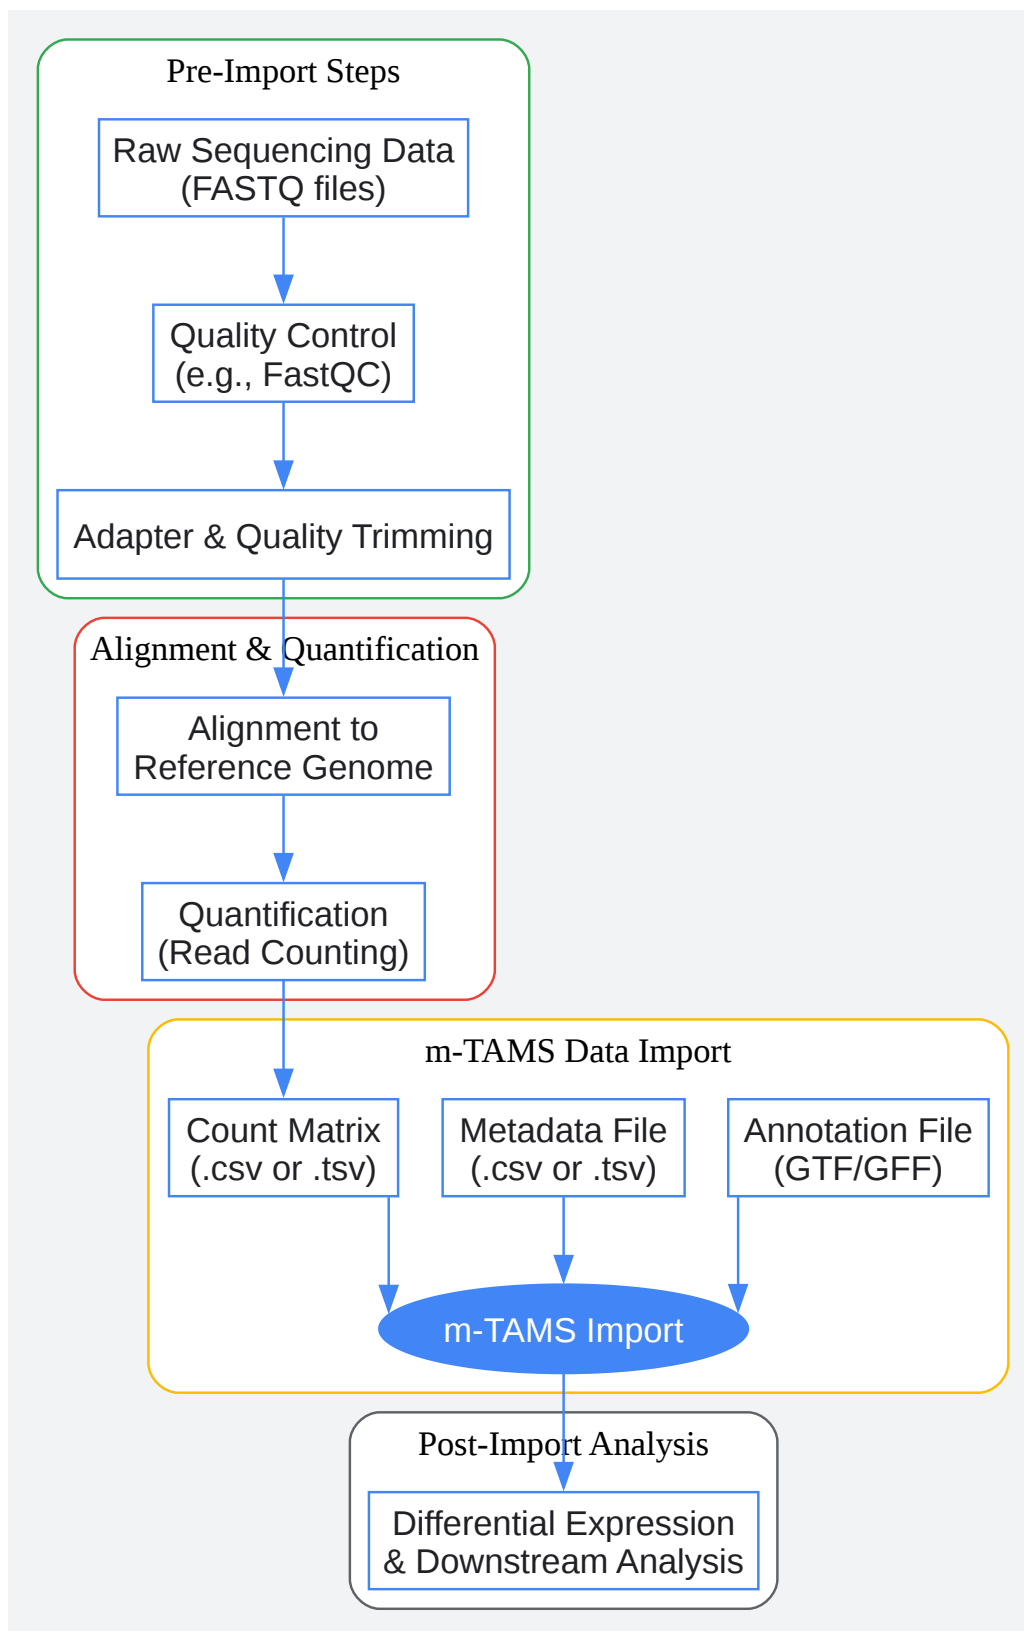 Pre-Import Steps
Raw Sequencing Data
(FASTQ files)
Quality Control
(e.g., FastQC)
Adapter & Quality Trimming
Alignment & Quantification
Alignment to
Reference Genome
Quantification
(Read Counting)
m-TAMS Data Import
Count Matrix
(.csv or .tsv)
Metadata File
(.csv or .tsv)
Annotation File
(GTF/GFF)
m-TAMS Import
Post-Import Analysis
Differential Expression
& Downstream Analysis